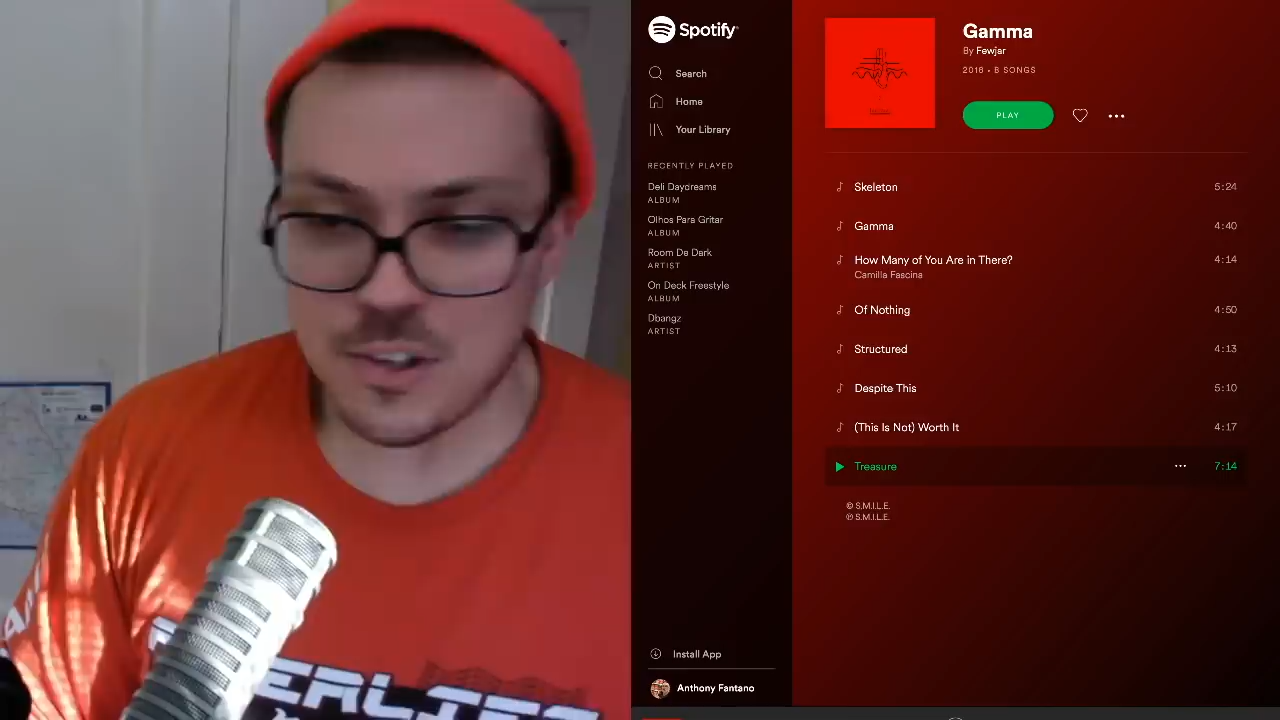 Spotify
Search
Home
Your Library
RECENTLY PLAYED
Deli Daydreams
ALBUM
Olhos Para Gritar
ALBUM
Room De Dark
ARTIST
On Deck Freestyle
ALBUM
Dbangz
ARTIST
Install App
Anthony Fantano
Gamma
By Fewjar
2016 • 8 SONGS
PLAY
Skeleton 5:24
Gamma 4:40
How Many of You Are in There? 4:14
Camilla Fascina
Of Nothing 4:50
Structured 4:13
Despite This 5:10
(This Is Not) Worth It 4:17
Treasure 7:14
© S.M.I.L.E.
℗ S.M.I.L.E.